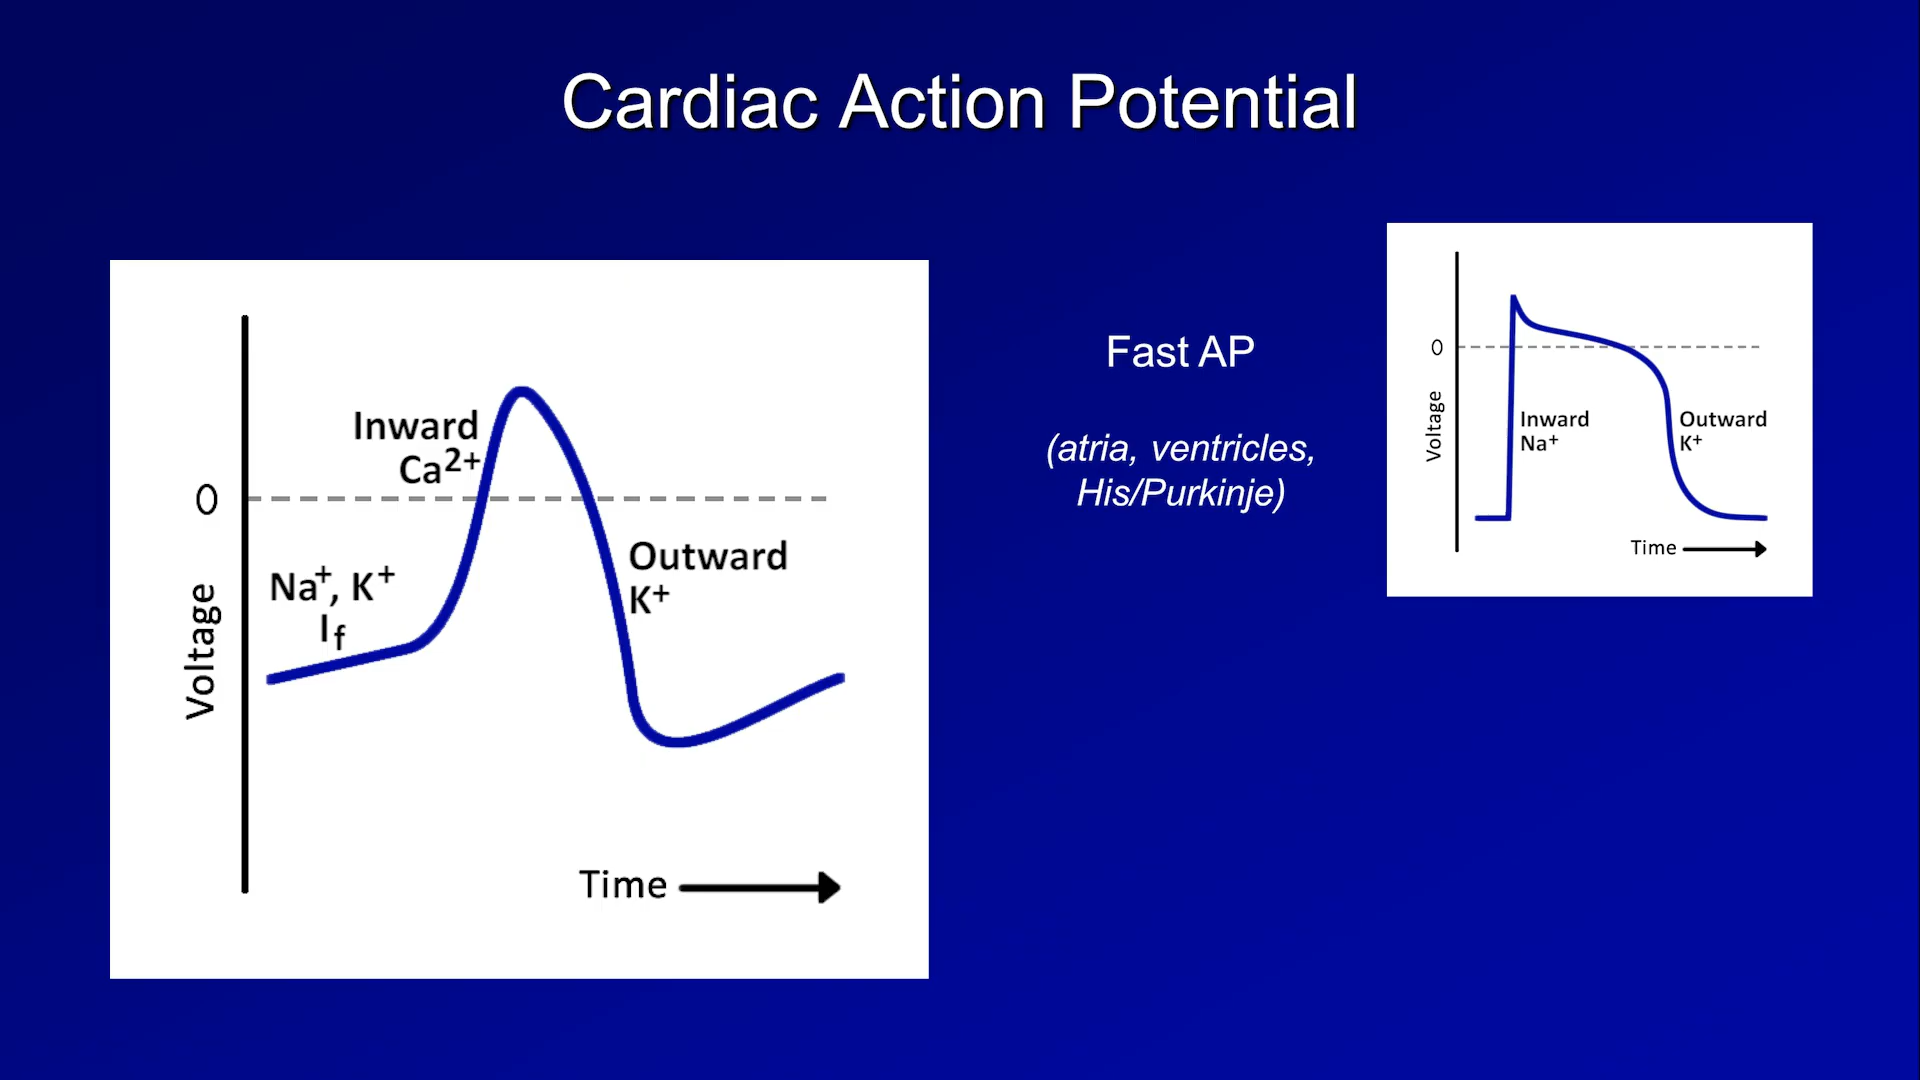 Cardiac Action Potential
Inward
Ca²⁺
0
Na⁺, K⁺
I_f
Outward
K⁺
Voltage
Time
Fast AP
(atria, ventricles,
His/Purkinje)
0
Voltage
Inward
Na⁺
Outward
K⁺
Time